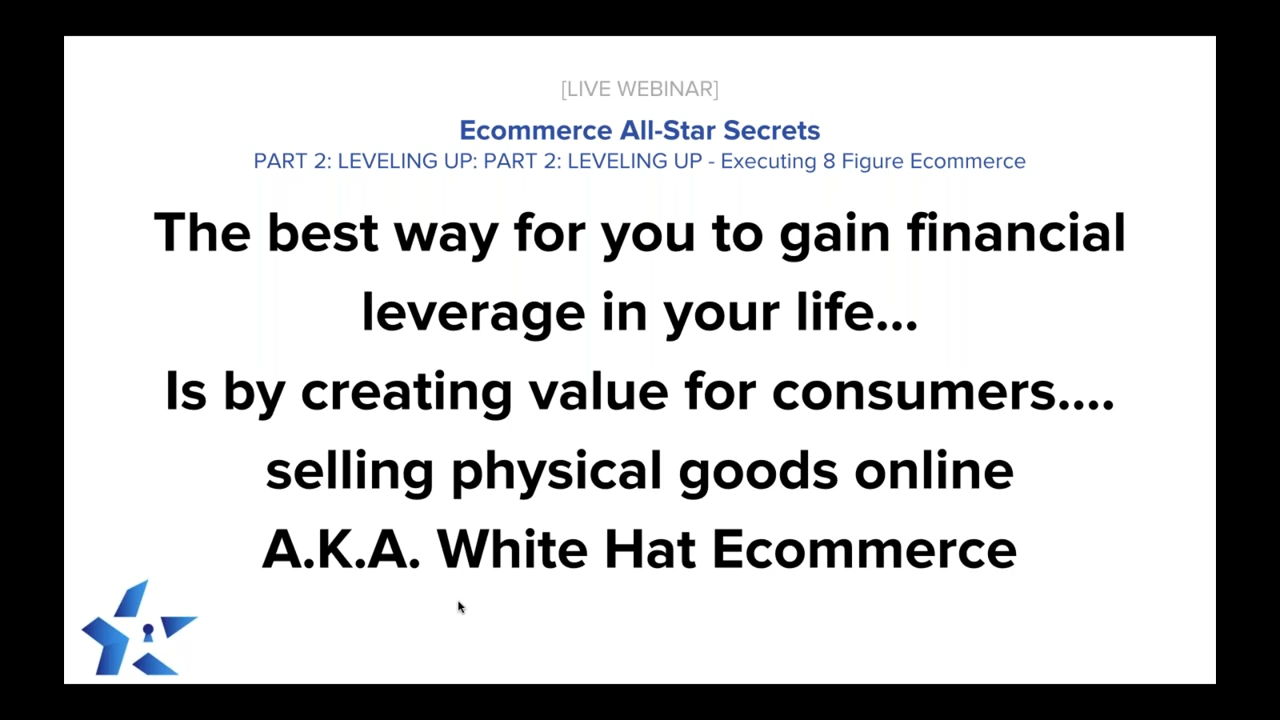 [LIVE WEBINAR]
Ecommerce All-Star Secrets
PART 2: LEVELING UP: PART 2: LEVELING UP - Executing 8 Figure Ecommerce
The best way for you to gain financial
leverage in your life...
Is by creating value for consumers....
selling physical goods online
A.K.A. White Hat Ecommerce